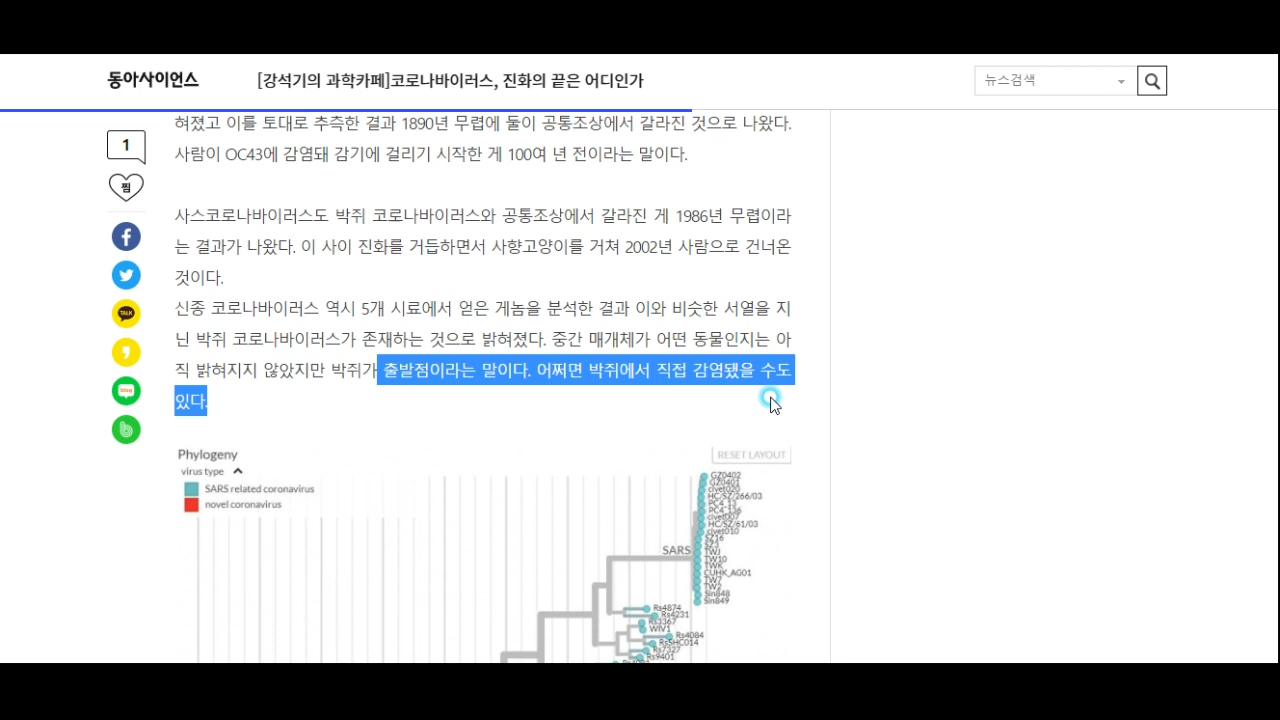 동아사이언스
[강석기의 과학카페]코로나바이러스, 진화의 끝은 어디인가
뉴스검색
1
찜
TALK
혀졌고 이를 토대로 추측한 결과 1890년 무렵에 둘이 공통조상에서 갈라진 것으로 나왔다.
사람이 OC43에 감염돼 감기에 걸리기 시작한 게 100여 년 전이라는 말이다.
사스코로나바이러스도 박쥐 코로나바이러스와 공통조상에서 갈라진 게 1986년 무렵이라
는 결과가 나왔다. 이 사이 진화를 거듭하면서 사향고양이를 거쳐 2002년 사람으로 건너온
것이다.
신종 코로나바이러스 역시 5개 시료에서 얻은 게놈을 분석한 결과 이와 비슷한 서열을 지
닌 박쥐 코로나바이러스가 존재하는 것으로 밝혀졌다. 중간 매개체가 어떤 동물인지는 아
직 밝혀지지 않았지만 박쥐가 출발점이라는 말이다. 어쩌면 박쥐에서 직접 감염됐을 수도
있다.
Phylogeny
RESET LAYOUT
virus type
SARS related coronavirus
novel coronavirus
GZ0402
GZ0401
civet020
HC/SZ/266/03
PC4_13
PC4_136
civet007
HC/SZ/61/03
civet010
SZ16
SZ3
SARS
TWJ
TW10
TWK
CUHK_AG01
TW7
TW2
Sin848
Sin849
Rs4874
Rs4231
Rs3367
WIV1
Rs4084
RsSHC014
Rs7327
Rs9401